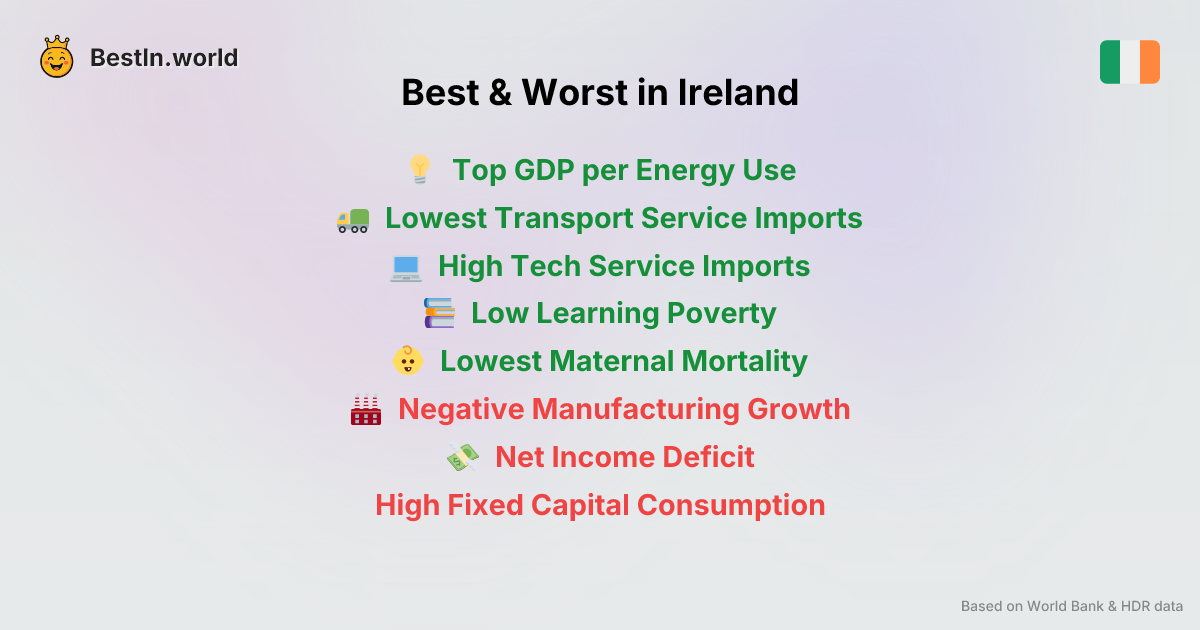 BestIn.world
Best & Worst in Ireland
Top GDP per Energy Use
Lowest Transport Service Imports
High Tech Service Imports
Low Learning Poverty
Lowest Maternal Mortality
Negative Manufacturing Growth
Net Income Deficit
High Fixed Capital Consumption
Based on World Bank & HDR data